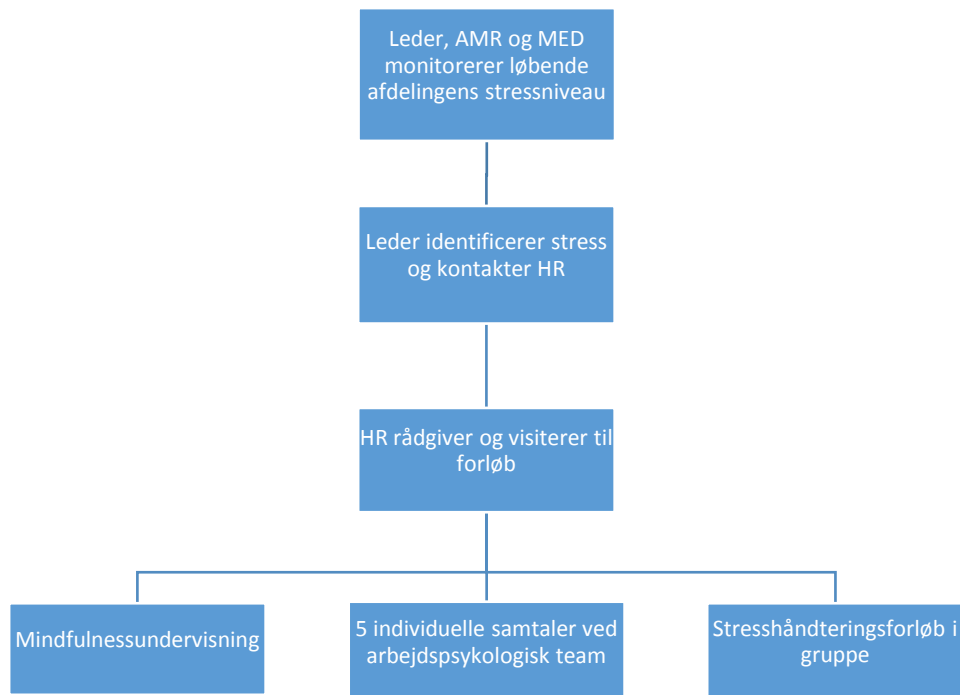 Leder, AMR og MED
monitorerer løbende
afdelingens stressniveau
Leder identificerer stress
og kontakter HR
HR rådgiver og visiterer til
forløb
Mindfulnessundervisning
5 individuelle samtaler ved
arbejdspsykologisk team
Stresshåndteringsforløb i
gruppe